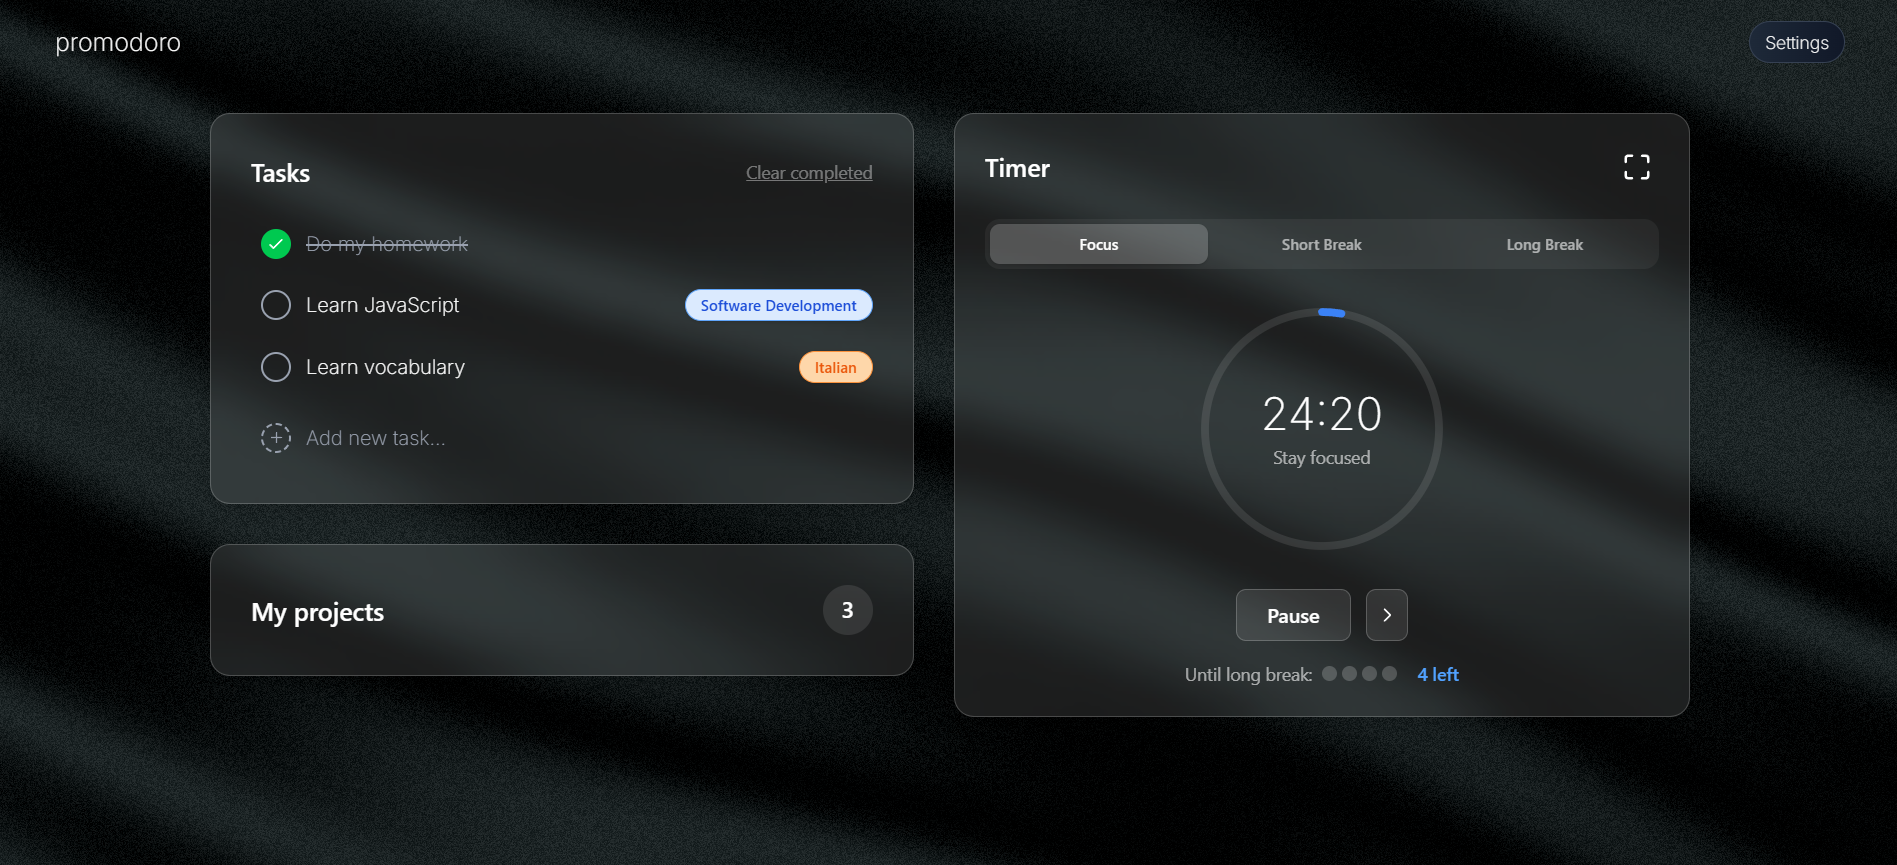 promodoro
Settings
Tasks
Clear completed
Do my homework
Learn JavaScript
Software Development
Learn vocabulary
Italian
Add new task...
My projects
3
Timer
Focus
Short Break
Long Break
24:20
Stay focused
Pause
Until long break:
4 left